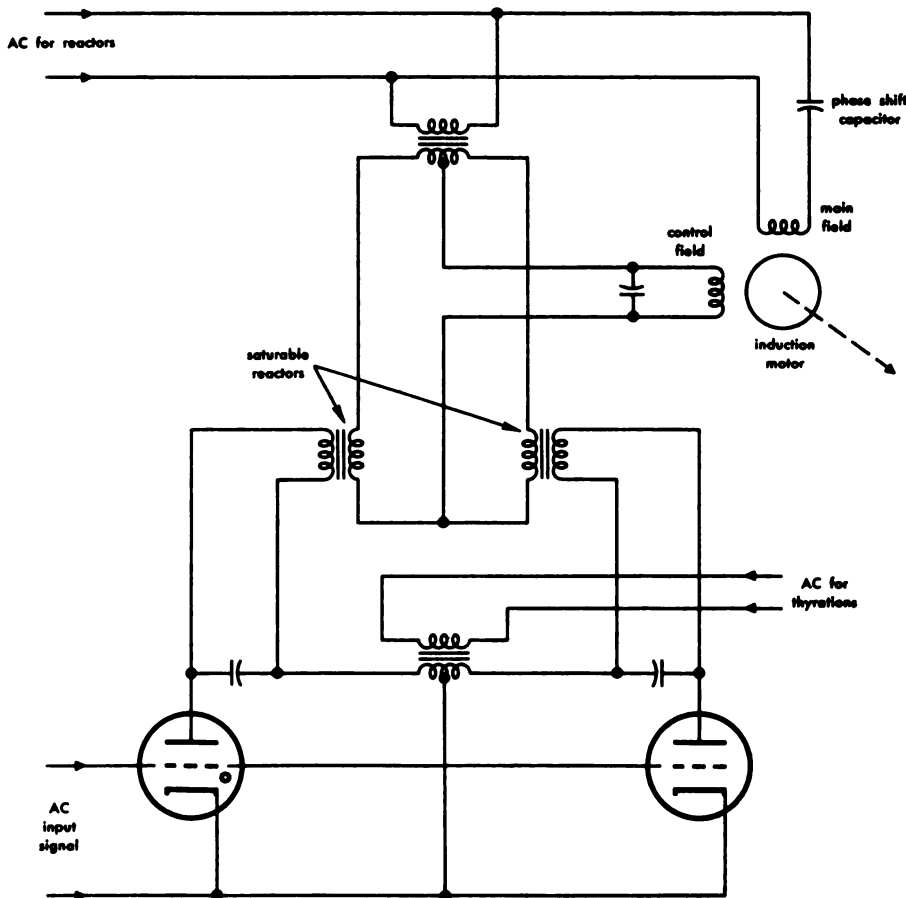 AC for reactors
phase shift
capacitor
main
field
control
field
induction
motor
saturable
reactors
AC for
thyrations
AC
input
signal